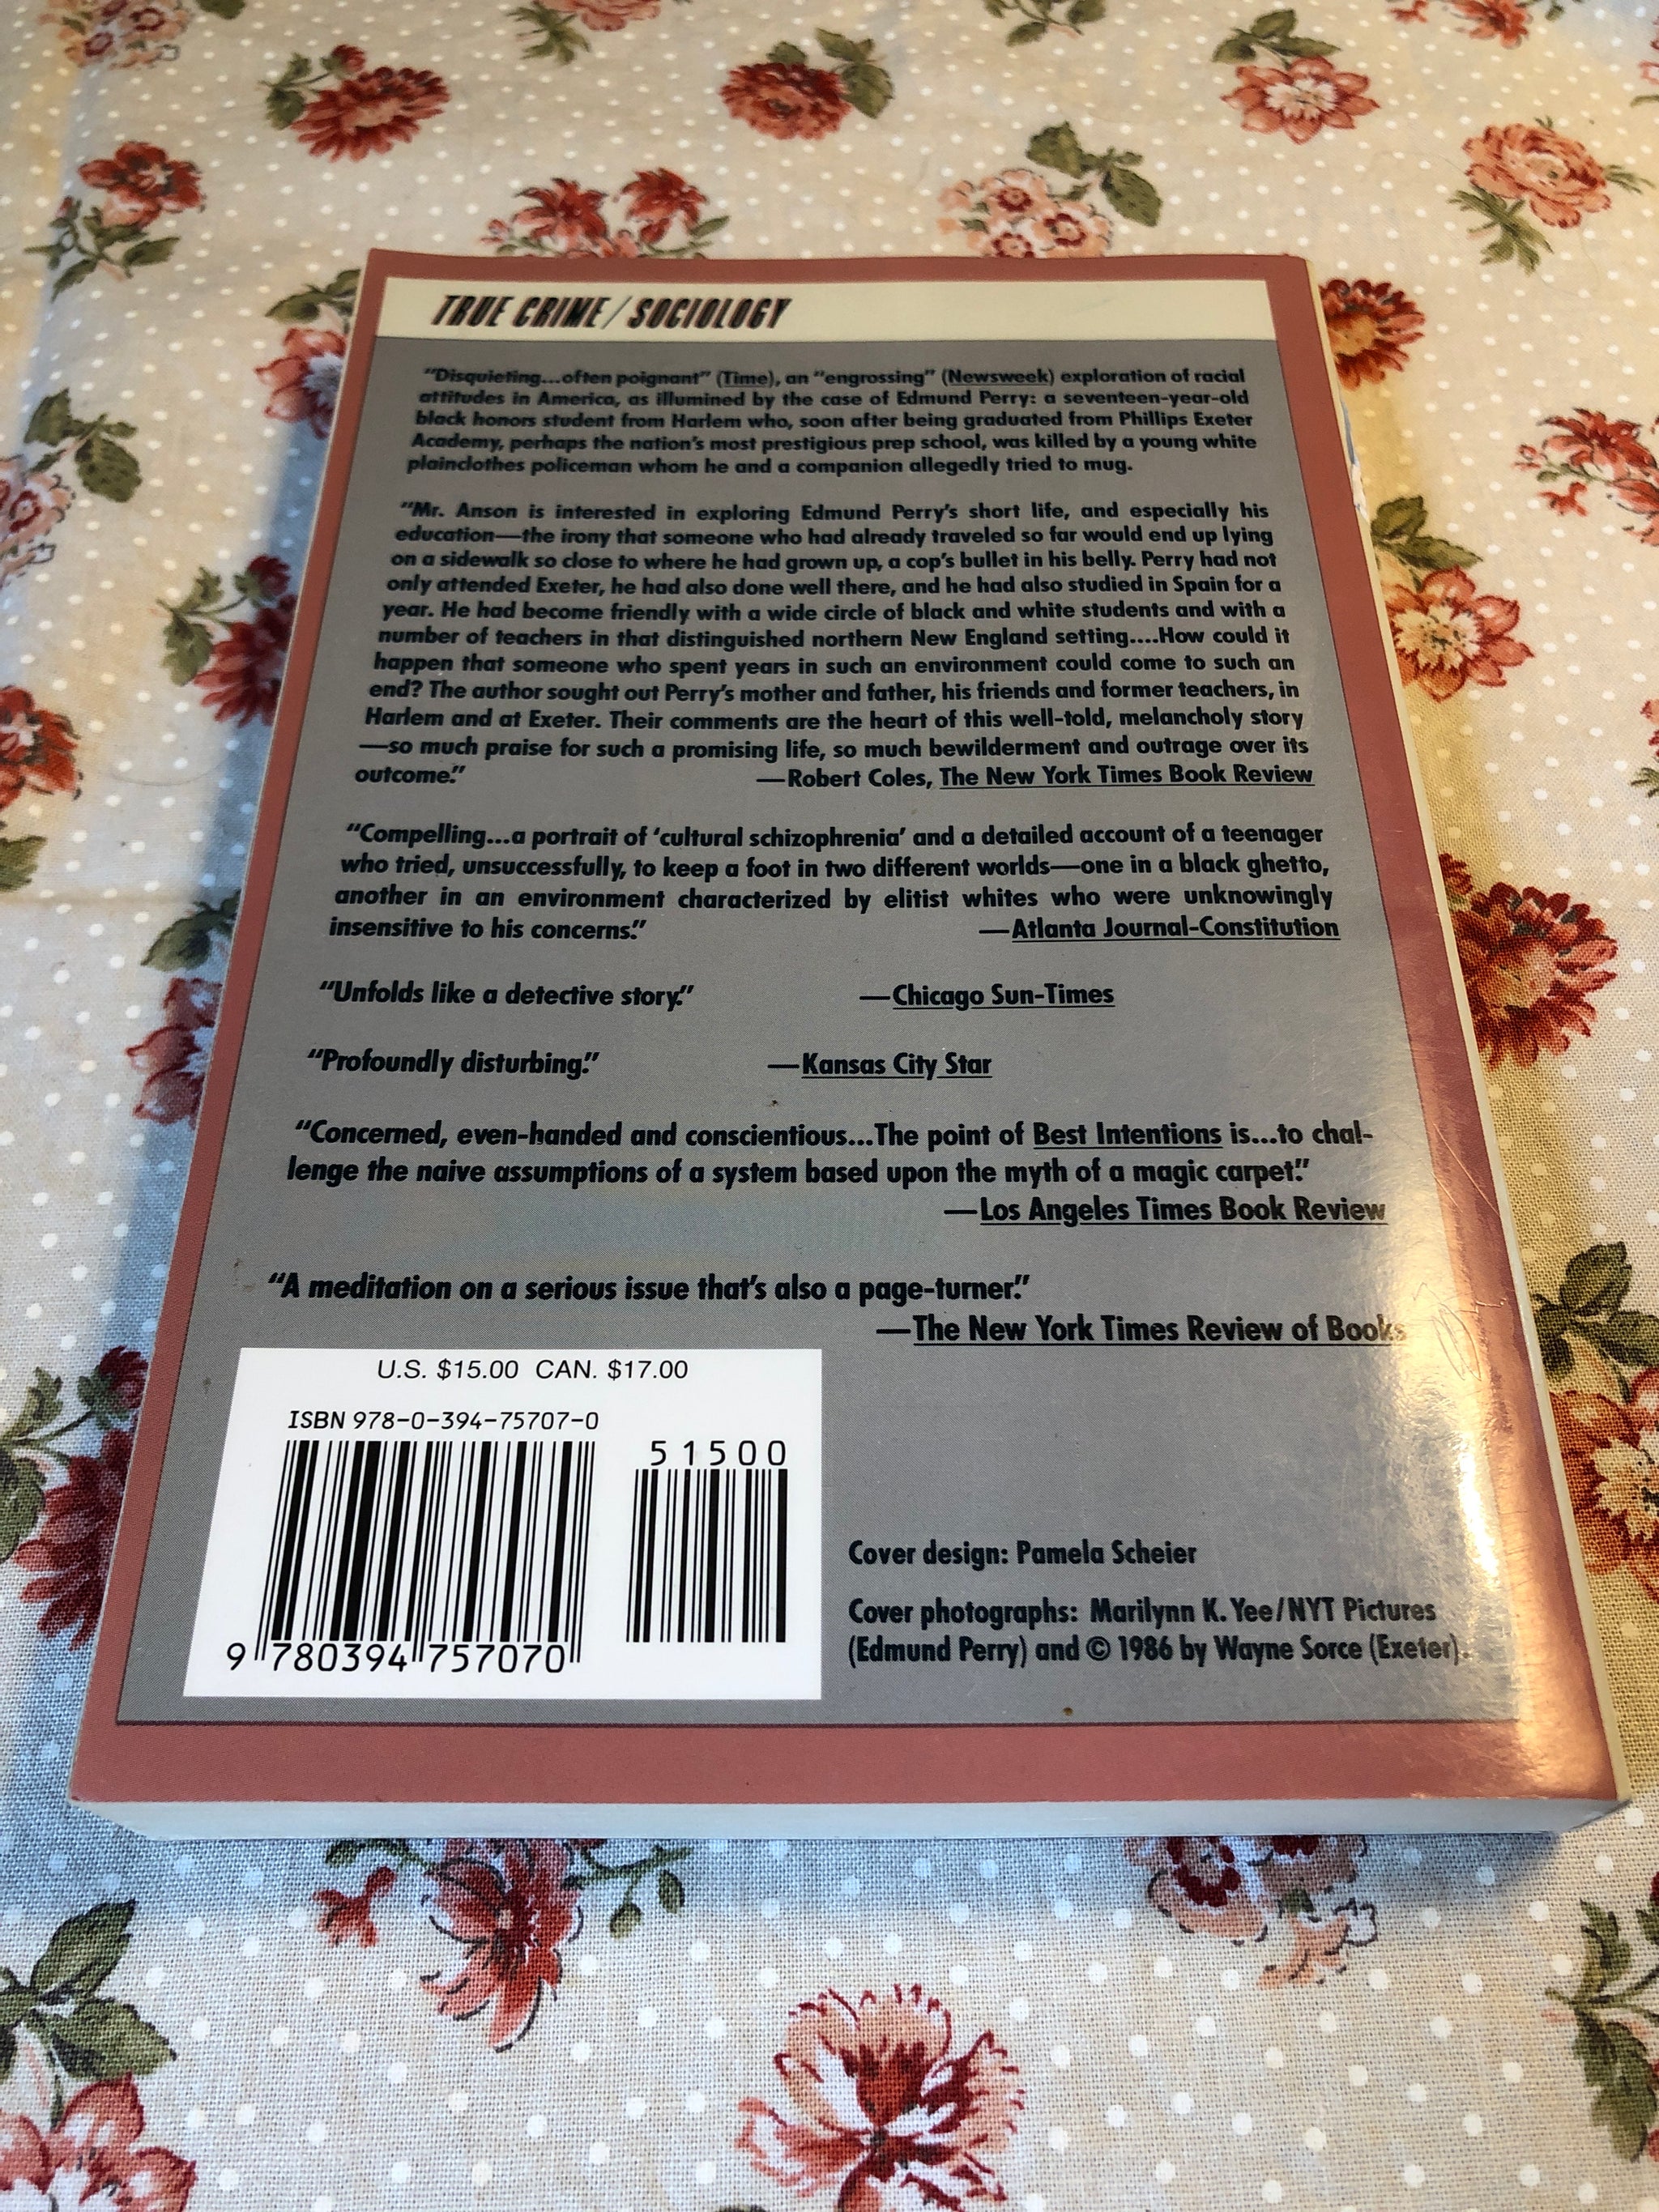 TRUE CRIME/SOCIOLOGY
“Disquieting...often poignant” (Time), an “engrossing” (Newsweek) exploration of racial
attitudes in America, as illumined by the case of Edmund Perry: a seventeen-year-old
black honors student from Harlem who, soon after being graduated from Phillips Exeter
Academy, perhaps the nation’s most prestigious prep school, was killed by a young white
plainclothes policeman whom he and a companion allegedly tried to mug.
“Mr. Anson is interested in exploring Edmund Perry’s short life, and especially his
education—the irony that someone who had already traveled so far would end up lying
on a sidewalk so close to where he had grown up, a cop’s bullet in his belly. Perry had not
only attended Exeter, he had also done well there, and he had also studied in Spain for a
year. He had become friendly with a wide circle of black and white students and with a
number of teachers in that distinguished northern New England setting....How could it
happen that someone who spent years in such an environment could come to such an
end? The author sought out Perry’s mother and father, his friends and former teachers, in
Harlem and at Exeter. Their comments are the heart of this well-told, melancholy story
—so much praise for such a promising life, so much bewilderment and outrage over its
outcome.” —Robert Coles, The New York Times Book Review
“Compelling...a portrait of ‘cultural schizophrenia’ and a detailed account of a teenager
who tried, unsuccessfully, to keep a foot in two different worlds—one in a black ghetto,
another in an environment characterized by elitist whites who were unknowingly
insensitive to his concerns.” —Atlanta Journal-Constitution
“Unfolds like a detective story.” —Chicago Sun-Times
“Profoundly disturbing.” —Kansas City Star
“Concerned, even-handed and conscientious...The point of Best Intentions is...to chal-
lenge the naive assumptions of a system based upon the myth of a magic carpet.”
—Los Angeles Times Book Review
“A meditation on a serious issue that’s also a page-turner.”
—The New York Times Review of Books
U.S. $15.00 CAN. $17.00
ISBN 978-0-394-75707-0
51500
9 780394 757070
Cover design: Pamela Scheier
Cover photographs: Marilynn K. Yee/NYT Pictures
(Edmund Perry) and © 1986 by Wayne Sorce (Exeter).